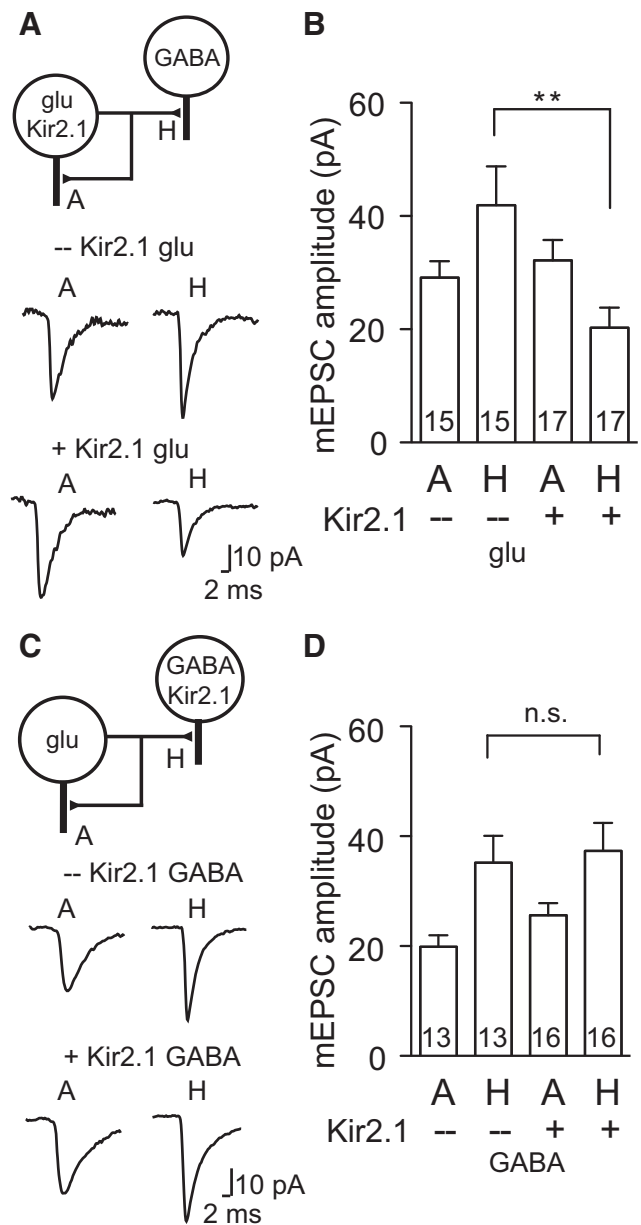 A
GABA
glu
Kir2.1
H
A
-- Kir2.1 glu
A H
+ Kir2.1 glu
A H
10 pA
2 ms
B
mEPSC amplitude (pA)
60
40
20
0
**
15 15 17 17
A H A H
Kir2.1 -- -- + +
glu
C
GABA
Kir2.1
glu
H
A
-- Kir2.1 GABA
A H
+ Kir2.1 GABA
A H
10 pA
2 ms
D
mEPSC amplitude (pA)
60
40
20
0
n.s.
13 13 16 16
A H A H
Kir2.1 -- -- + +
GABA